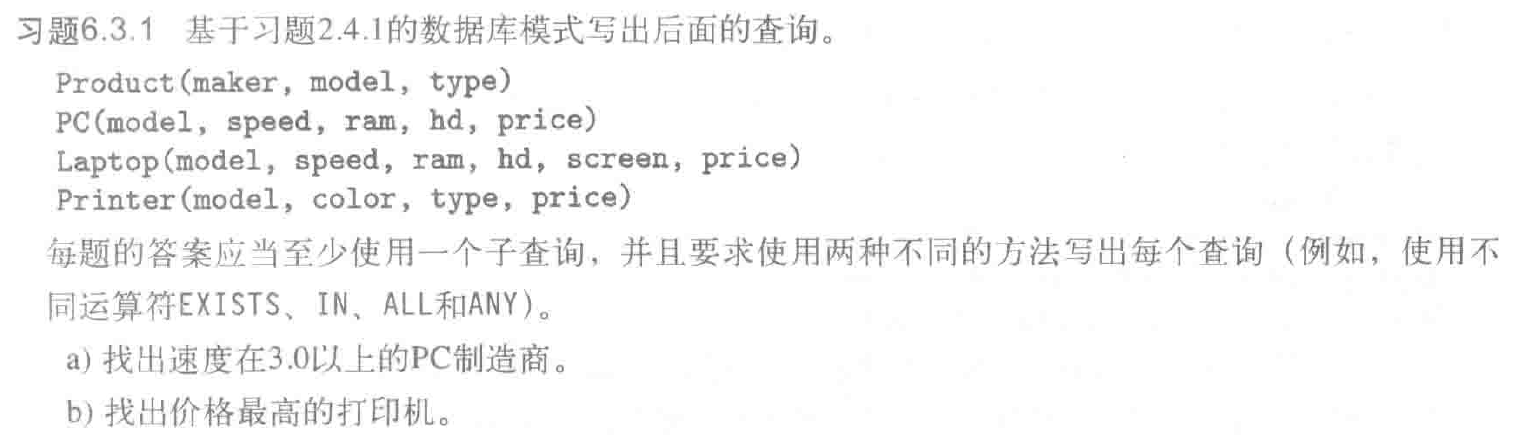 习题6.3.1 基于习题2.4.1的数据库模式写出后面的查询。
Product(maker, model, type)
PC(model, speed, ram, hd, price)
Laptop(model, speed, ram, hd, screen, price)
Printer(model, color, type, price)
每题的答案应当至少使用一个子查询，并且要求使用两种不同的方法写出每个查询（例如，使用不
同运算符EXISTS、IN、ALL和ANY）。
a) 找出速度在3.0以上的PC制造商。
b) 找出价格最高的打印机。